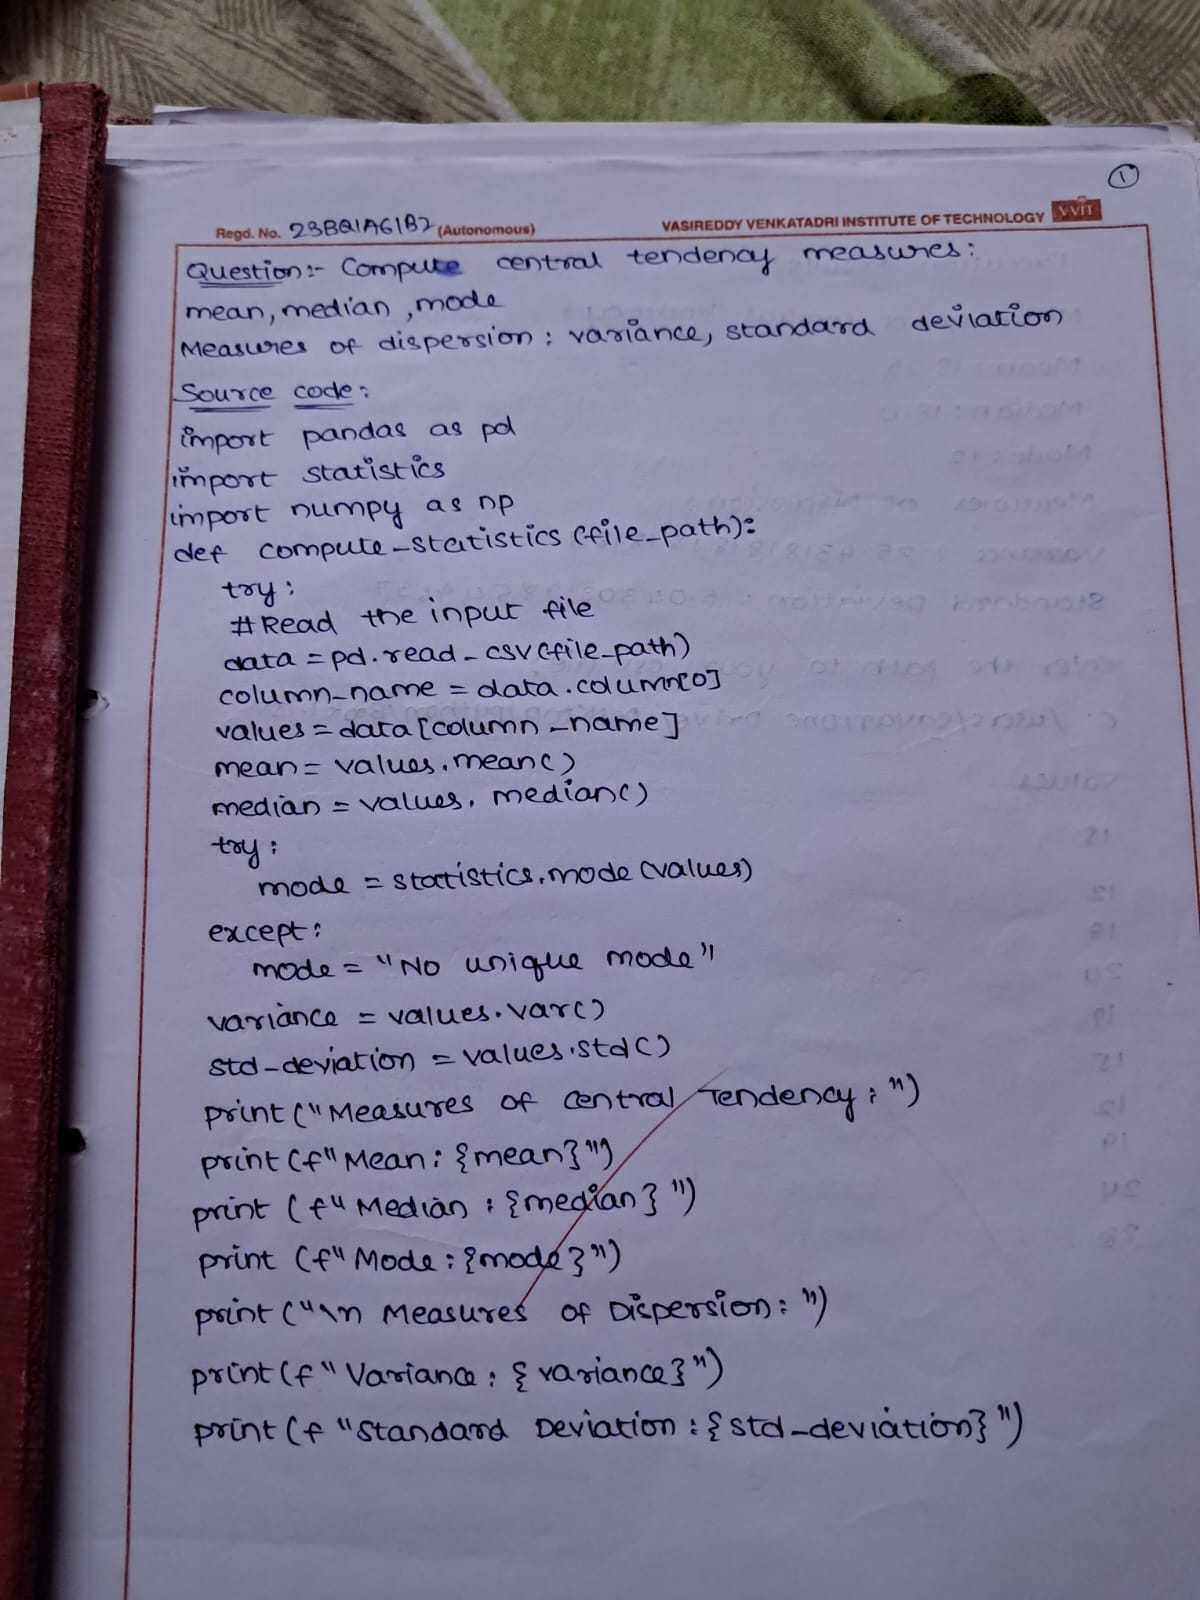 1
Regd. No. 23BQ1A61B2 (Autonomous) VASIREDDY VENKATADRI INSTITUTE OF TECHNOLOGY VVIT
Question:- Compute central tendency measures:
mean, median, mode
Measures of dispersion: variance, standard deviation
Source code:
import pandas as pd
import statistics
import numpy as np
def compute_statistics (file_path):
try:
# Read the input file
data = pd.read_csv(file_path)
column_name = data.column[0]
values = data [column_name]
mean = values.mean()
median = values.median()
try:
mode = statistics.mode (values)
except:
mode = "No unique mode"
variance = values.var()
std_deviation = values.std()
print ("Measures of central Tendency:")
print (f"Mean: {mean}")
print (f"Median: {median}")
print (f"Mode: {mode}")
print ("\n Measures of Dispersion:")
print (f"Variance: {variance}")
print (f"Standard Deviation: {std_deviation}")